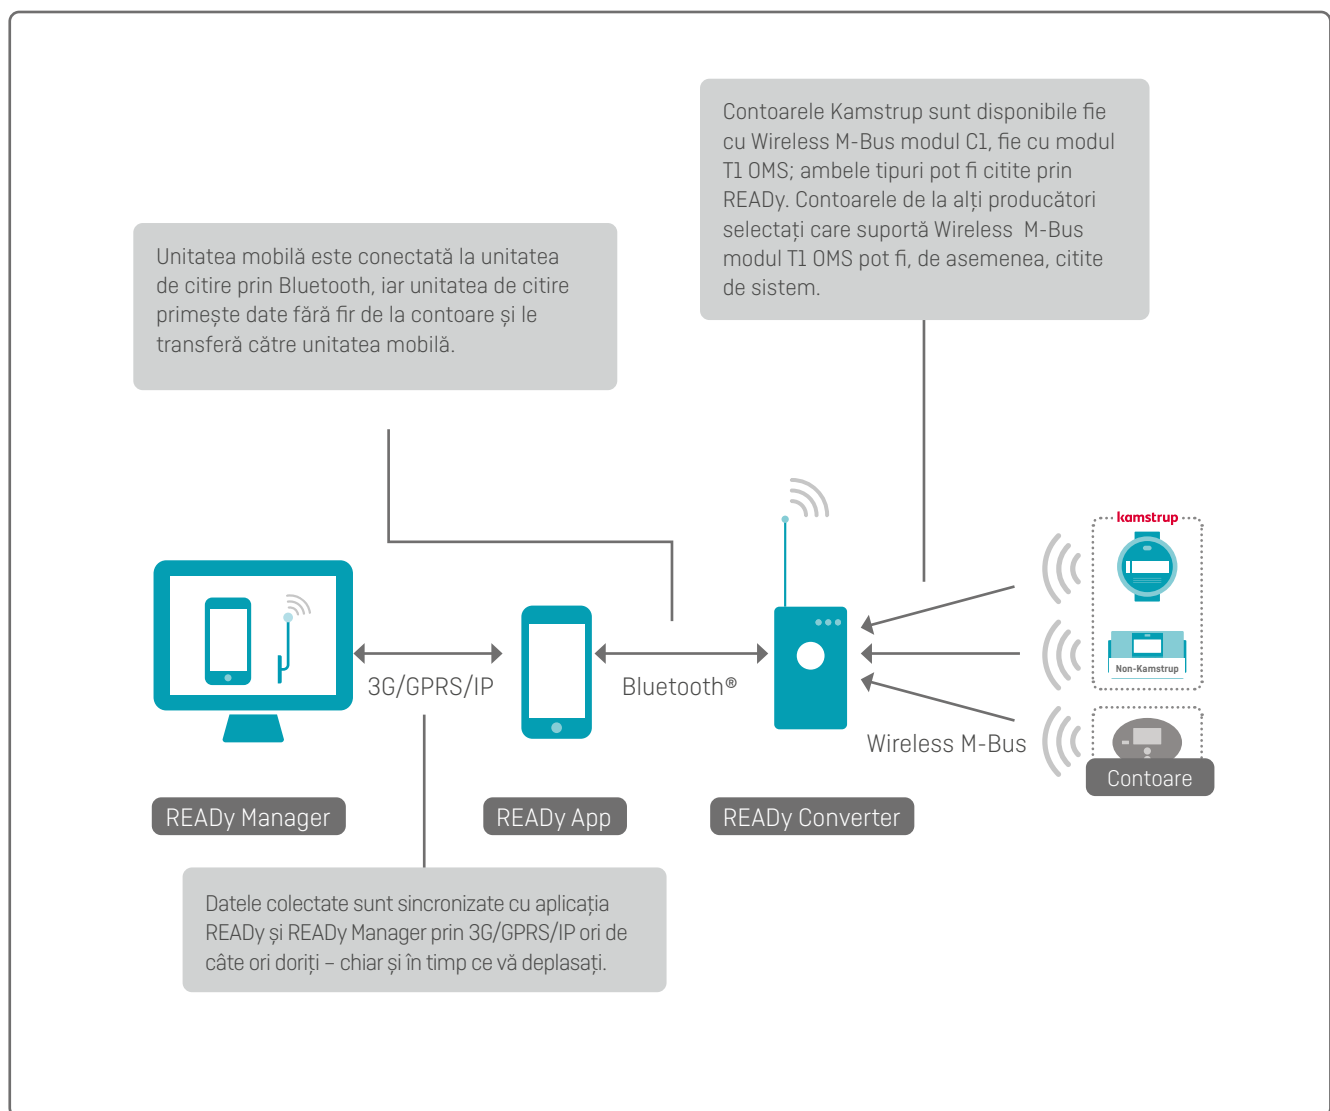 Contoarele Kamstrup sunt disponibile fie
cu Wireless M-Bus modul C1, fie cu modul
T1 OMS; ambele tipuri pot fi citite prin
READy. Contoarele de la alți producători
selectați care suportă Wireless M-Bus
modul T1 OMS pot fi, de asemenea, citite
de sistem.
Unitatea mobilă este conectată la unitatea
de citire prin Bluetooth, iar unitatea de citire
primește date fără fir de la contoare și le
transferă către unitatea mobilă.
kamstrup
Non-Kamstrup
3G/GPRS/IP
Bluetooth®
Wireless M-Bus
Contoare
READy Manager
READy App
READy Converter
Datele colectate sunt sincronizate cu aplicația
READy și READy Manager prin 3G/GPRS/IP ori de
câte ori doriți – chiar și în timp ce vă deplasați.